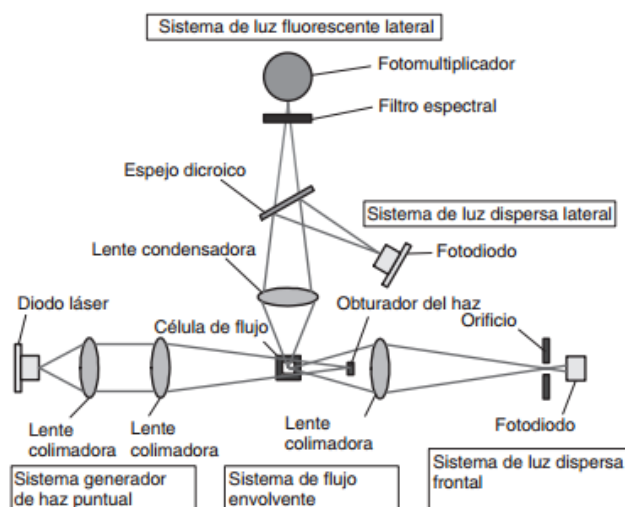 Sistema de luz fluorescente lateral
Fotomultiplicador
Filtro espectral
Espejo dicroico
Sistema de luz dispersa lateral
Lente condensadora
Fotodiodo
Diodo láser
Célula de flujo
Obturador del haz
Orificio
Lente
colimadora
Lente
colimadora
Lente
colimadora
Fotodiodo
Sistema generador
de haz puntual
Sistema de flujo
envolvente
Sistema de luz dispersa
frontal